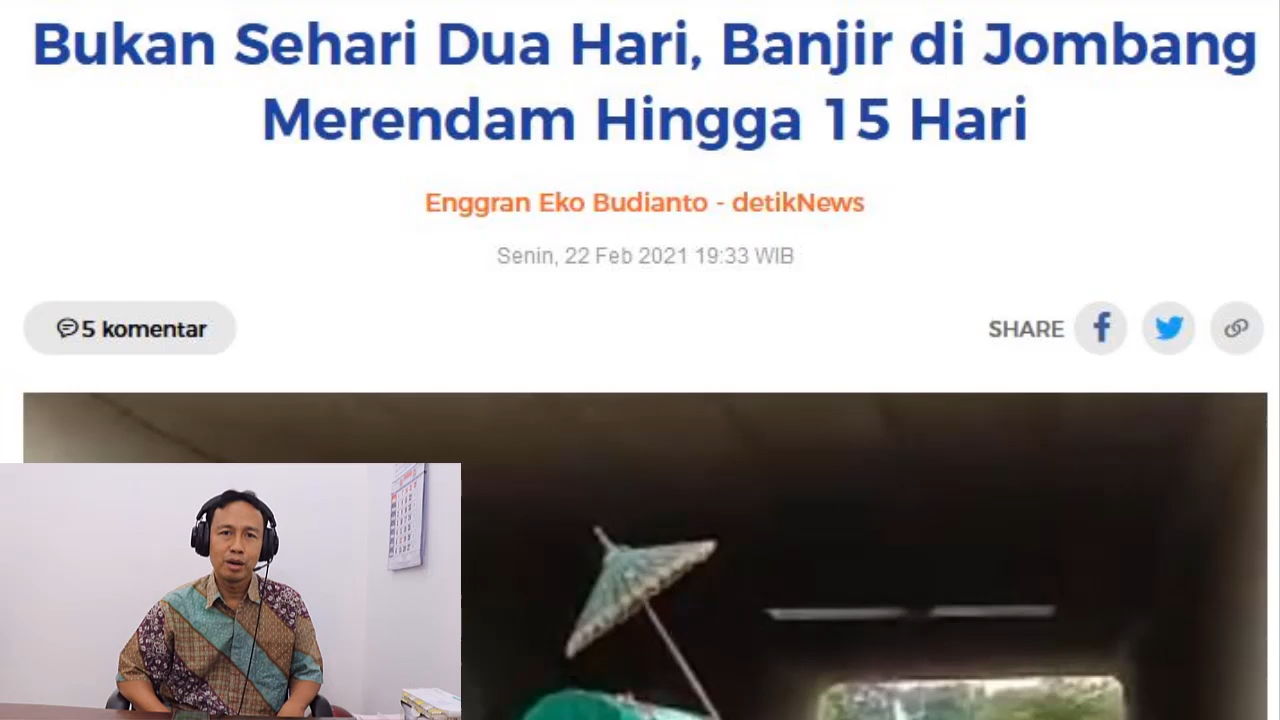 Bukan Sehari Dua Hari, Banjir di Jombang
Merendam Hingga 15 Hari
Enggran Eko Budianto - detikNews
Senin, 22 Feb 2021 19:33 WIB
5 komentar
SHARE